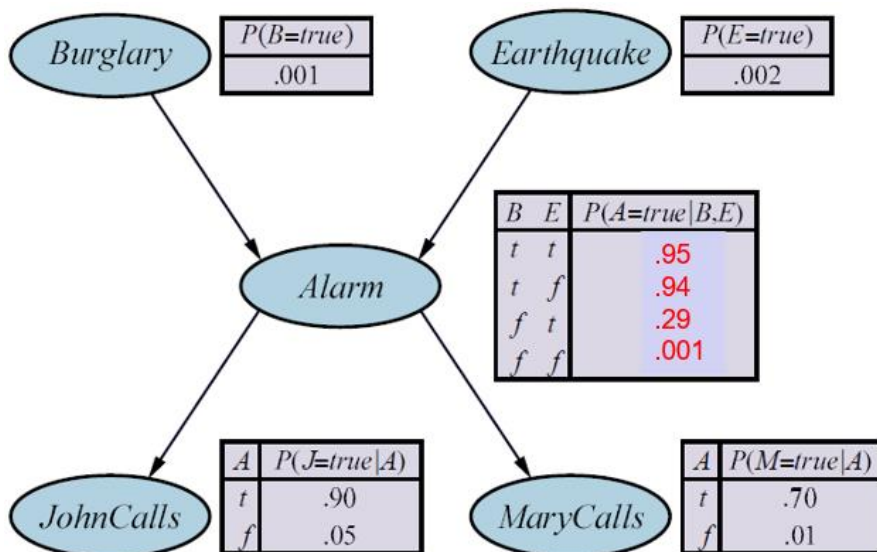 Burglary
P(B=true)
.001
Earthquake
P(E=true)
.002
B E P(A=true|B,E)
t t .95
t f .94
f t .29
f f .001
Alarm
A P(J=true|A)
t .90
f .05
JohnCalls
A P(M=true|A)
t .70
f .01
MaryCalls